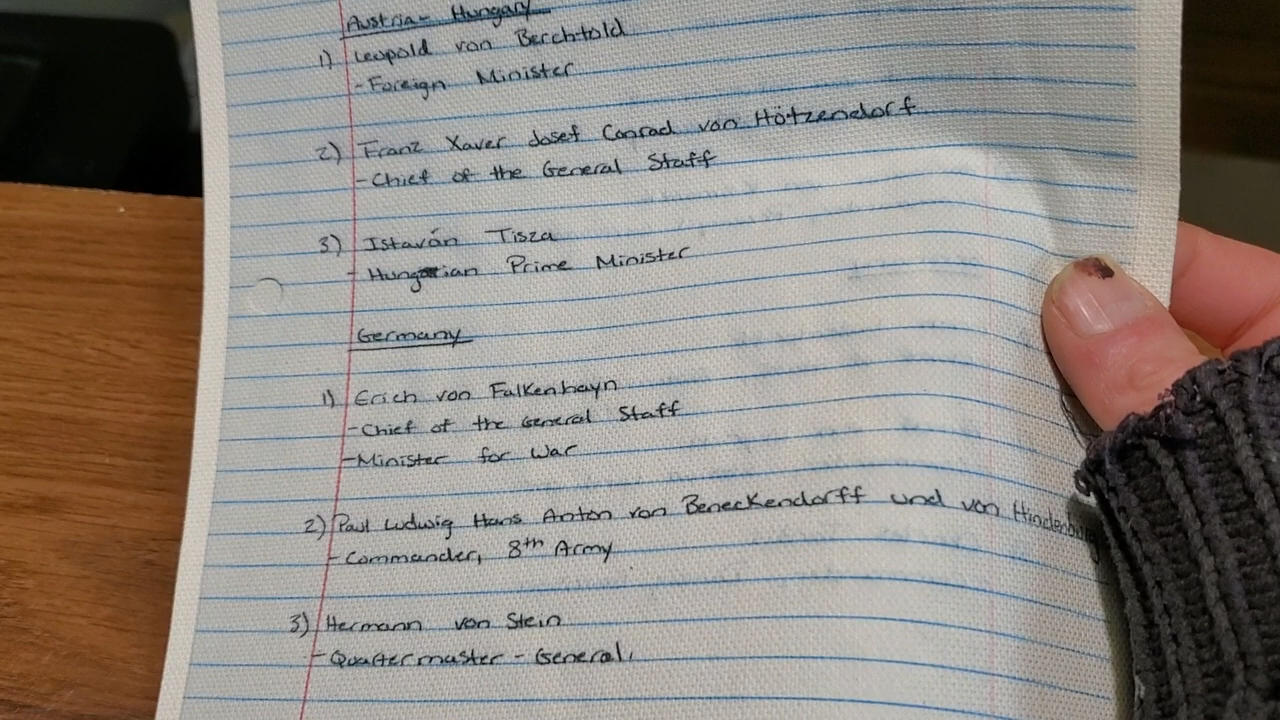 Austria- Hungary
1) Leopold von Berchtold
- Foreign Minister
2) Franz Xaver Josef Conrad von Hötzendorf
- Chief of the General Staff
3) Istaván Tisza
- Hungarian Prime Minister
Germany
1) Erich von Falkenhayn
- Chief of the General Staff
- Minister for War
2) Paul Ludwig Hans Anton von Beneckendorff und von Hindenburg
- Commander, 8th Army
3) Hermann von Stein
- Quartermaster - General,